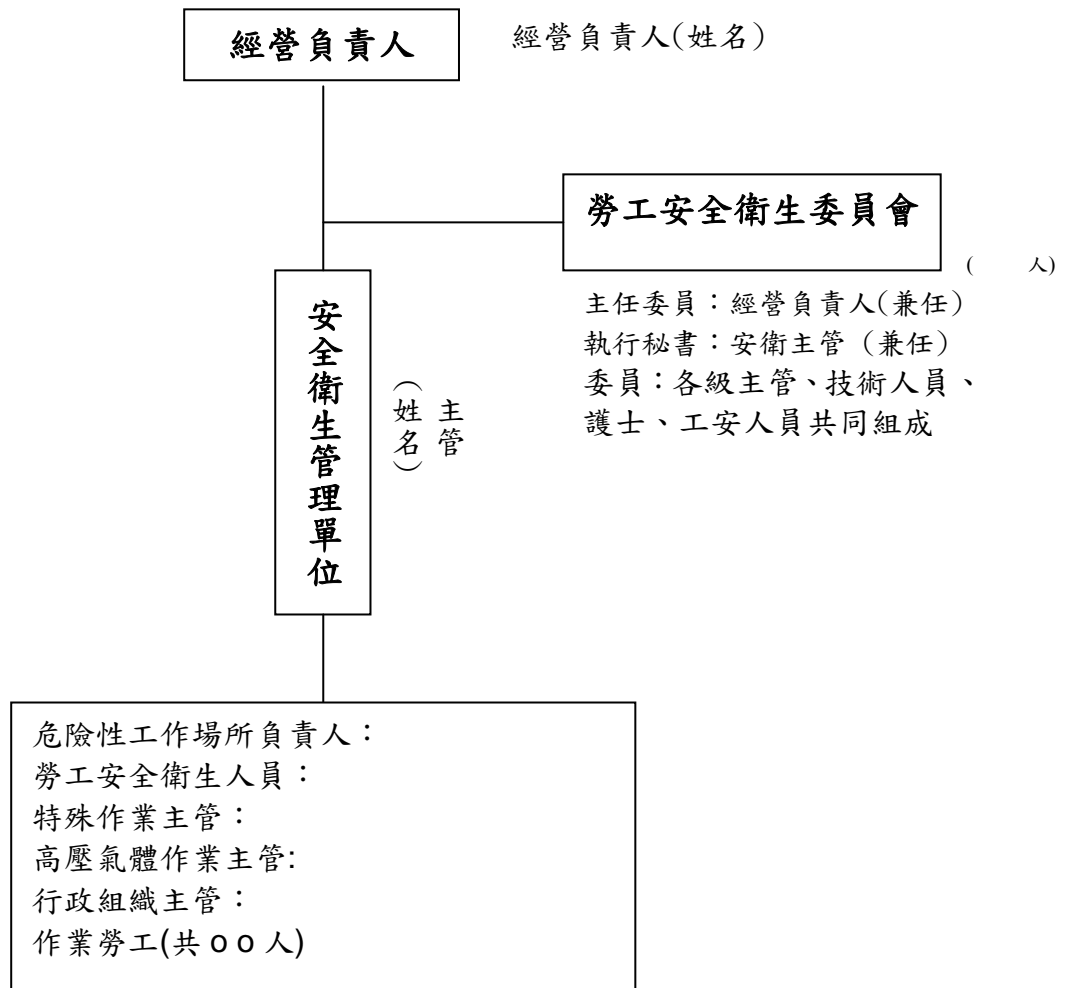 經營負責人
經營負責人(姓名)
勞工安全衛生委員會
(　　人)
主任委員：經營負責人(兼任)
執行秘書：安衛主管（兼任）
委員：各級主管、技術人員、
護士、工安人員共同組成
安全衛生管理單位
主管
（姓名）
危險性工作場所負責人：
勞工安全衛生人員：
特殊作業主管：
高壓氣體作業主管:
行政組織主管：
作業勞工(共ｏｏ人)